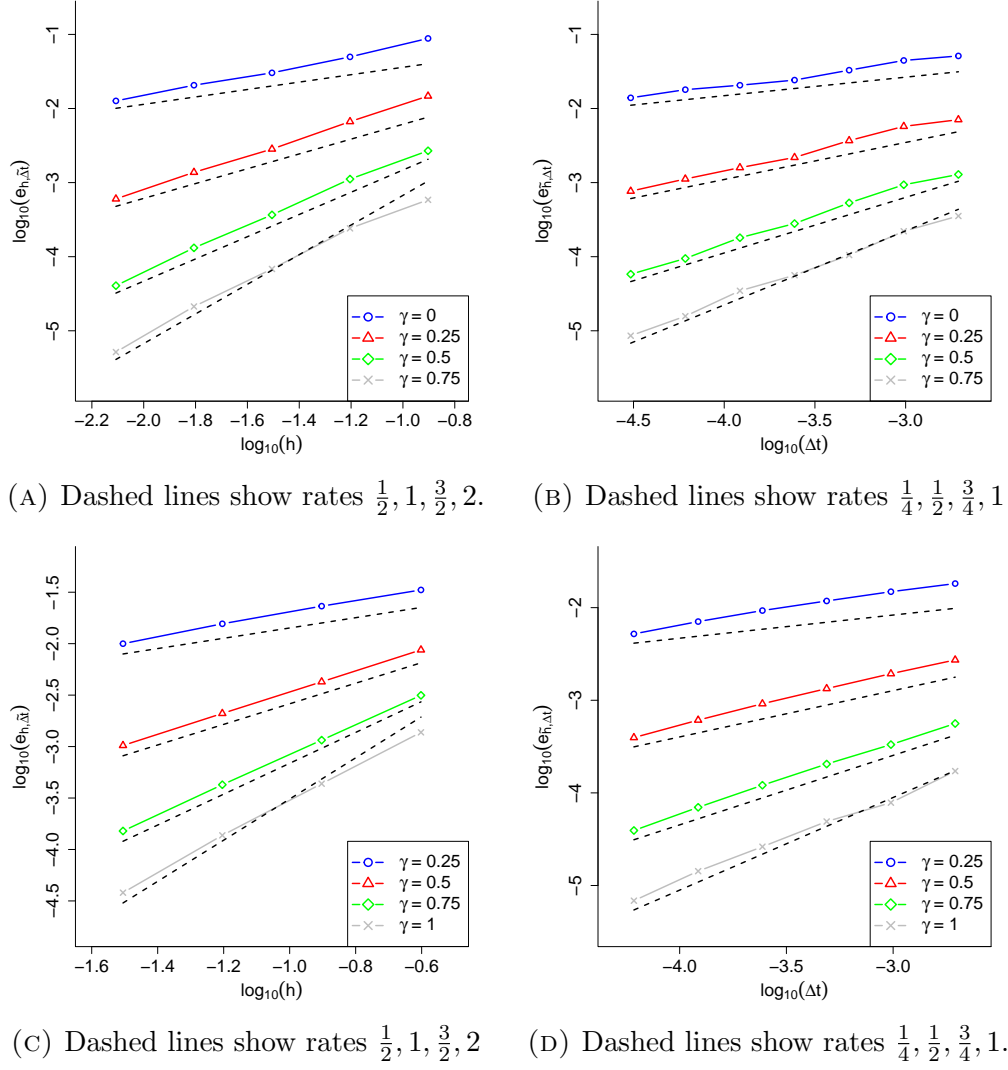 −1
−2
−3
−4
−5
log₁₀(e_{h,Δ̃t})
−2.2 −2.0 −1.8 −1.6 −1.4 −1.2 −1.0 −0.8
log₁₀(h)
γ = 0
γ = 0.25
γ = 0.5
γ = 0.75
(A) Dashed lines show rates 1/2, 1, 3/2, 2.
−1
−2
−3
−4
−5
log₁₀(e_{h̃,Δt})
−4.5 −4.0 −3.5 −3.0
log₁₀(Δt)
γ = 0
γ = 0.25
γ = 0.5
γ = 0.75
(B) Dashed lines show rates 1/4, 1/2, 3/4, 1
−1.5
−2.0
−2.5
−3.0
−3.5
−4.0
−4.5
log₁₀(e_{h,Δ̃t})
−1.6 −1.4 −1.2 −1.0 −0.8 −0.6
log₁₀(h)
γ = 0.25
γ = 0.5
γ = 0.75
γ = 1
(C) Dashed lines show rates 1/2, 1, 3/2, 2
−2
−3
−4
−5
log₁₀(e_{h̃,Δt})
−4.0 −3.5 −3.0
log₁₀(Δt)
γ = 0.25
γ = 0.5
γ = 0.75
γ = 1
(D) Dashed lines show rates 1/4, 1/2, 3/4, 1.